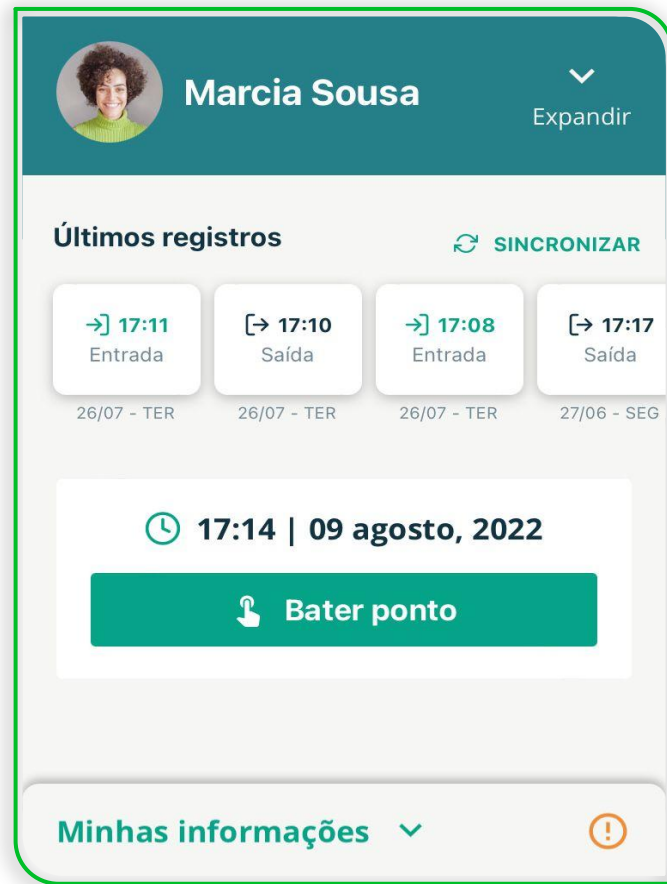 Marcia Sousa
Expandir
Últimos registros
SINCRONIZAR
17:11
Entrada
26/07 - TER
17:10
Saída
26/07 - TER
17:08
Entrada
26/07 - TER
17:17
Saída
27/06 - SEG
17:14 | 09 agosto, 2022
Bater ponto
Minhas informações